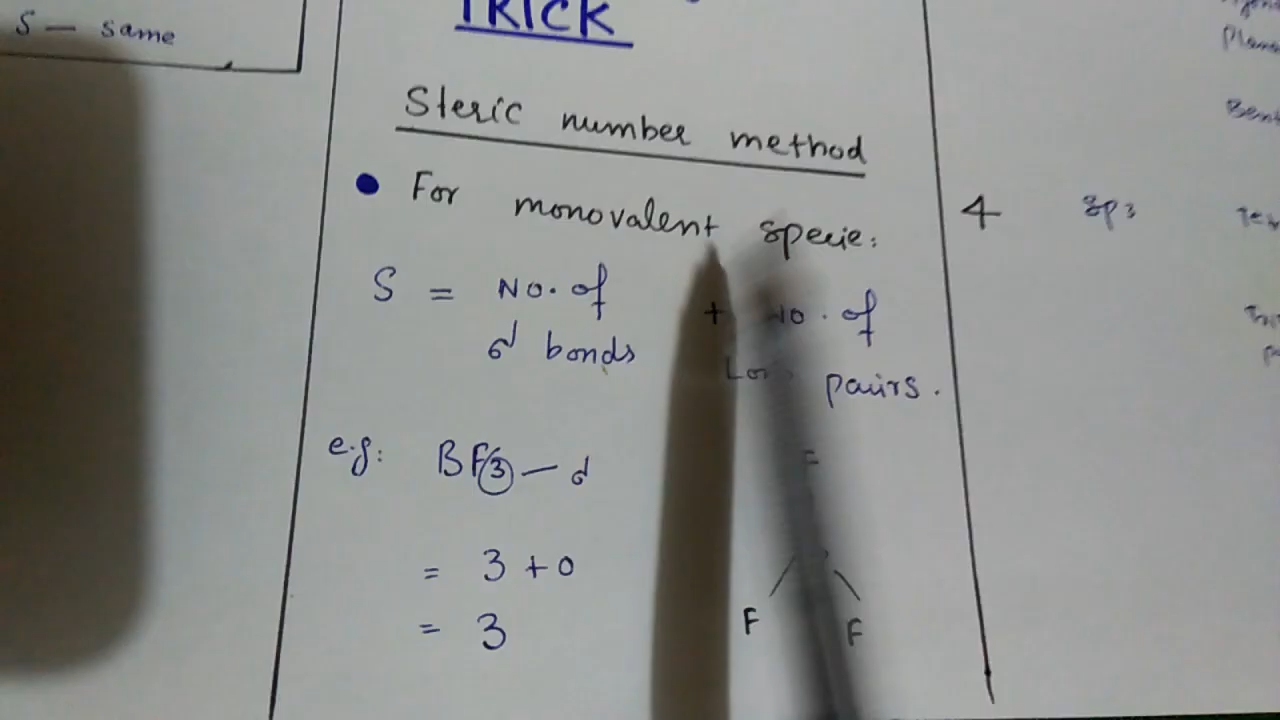 S — same
TRICK
Steric number method
• For monovalent specie:
S = No. of + No. of
σ bonds pairs.
e.g: BF3 — σ =
= 3 + 0
= 3
F F
4 sp3